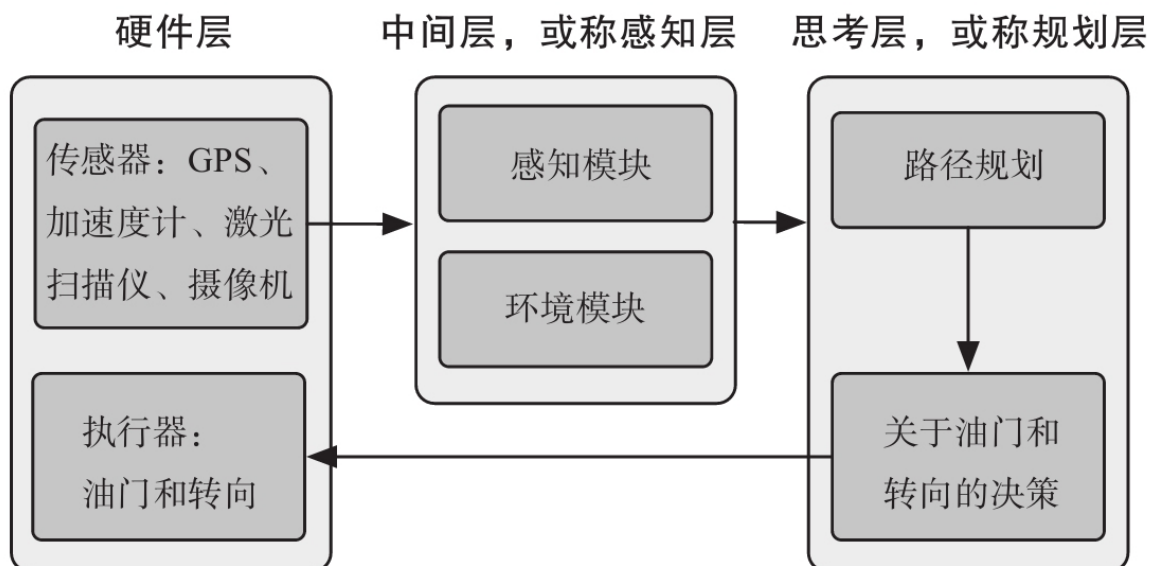 硬件层
中间层，或称感知层
思考层，或称规划层
传感器：GPS、
加速度计、激光
扫描仪、摄像机
执行器：
油门和转向
感知模块
环境模块
路径规划
关于油门和
转向的决策